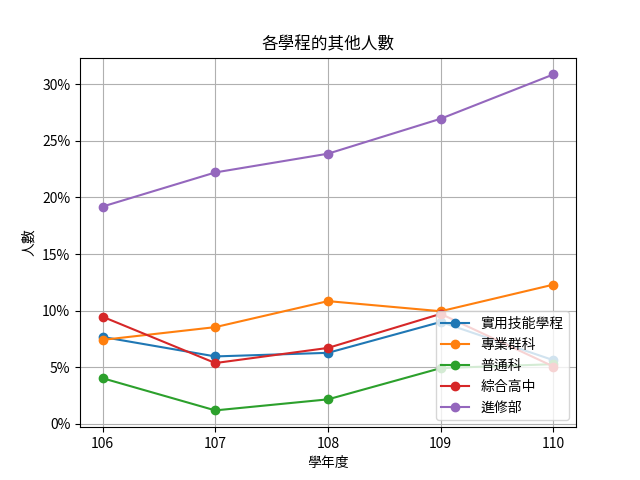 各學程的其他人數
人數
30%
25%
20%
15%
10%
5%
0%
106 107 108 109 110
學年度
實用技能學程
專業群科
普通科
綜合高中
進修部